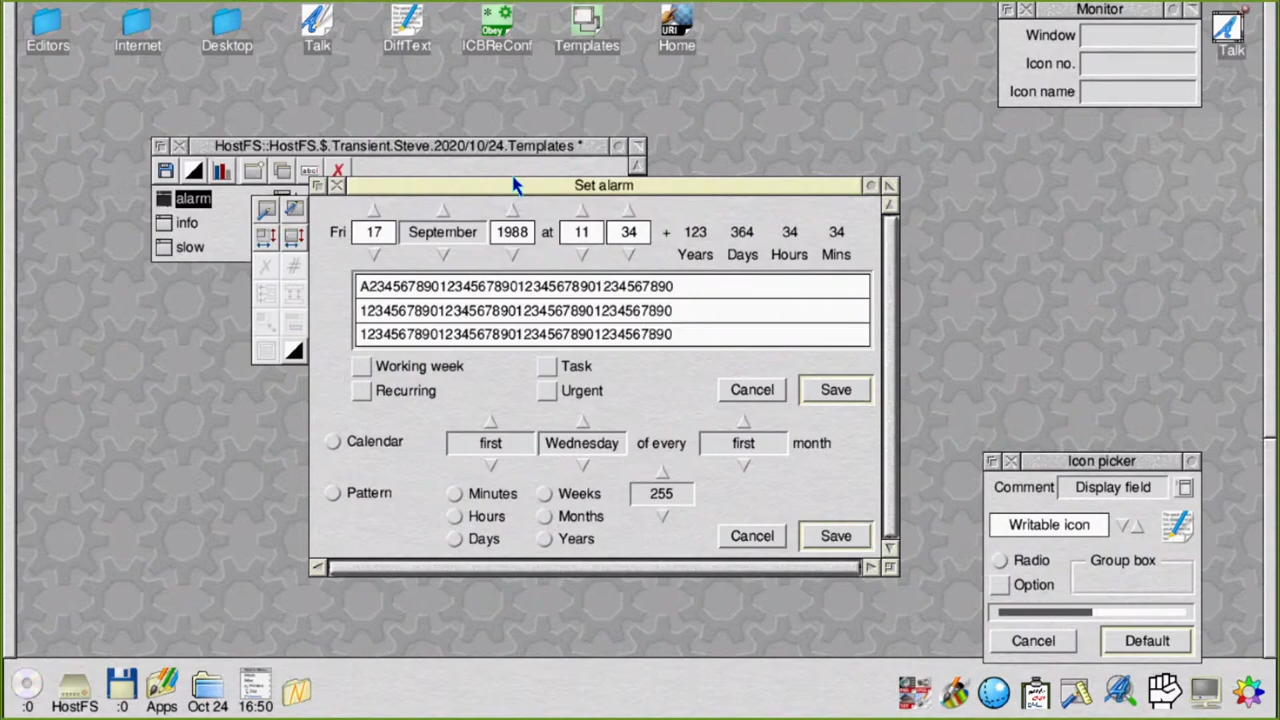 Editors
Internet
Desktop
Talk
DiffText
ICBReConf
Obey
Templates
Home
URI
Talk
Monitor
Window
Icon no.
Icon name
HostFS::HostFS.$.Transient.Steve.2020/10/24.Templates *
abc
alarm
info
slow
Set alarm
Fri 17 September 1988 at 11 34 + 123 364 34 34
Years Days Hours Mins
A234567890123456789012345678901234567890
1234567890123456789012345678901234567890
1234567890123456789012345678901234567890
Working week Task
Recurring Urgent Cancel Save
Calendar first Wednesday of every first month
Pattern Minutes Weeks 255
Hours Months
Days Years Cancel Save
Icon picker
Comment Display field
Writable icon
Radio Group box
Option
Cancel Default
:0 HostFS :0 Apps Oct 24 16:50